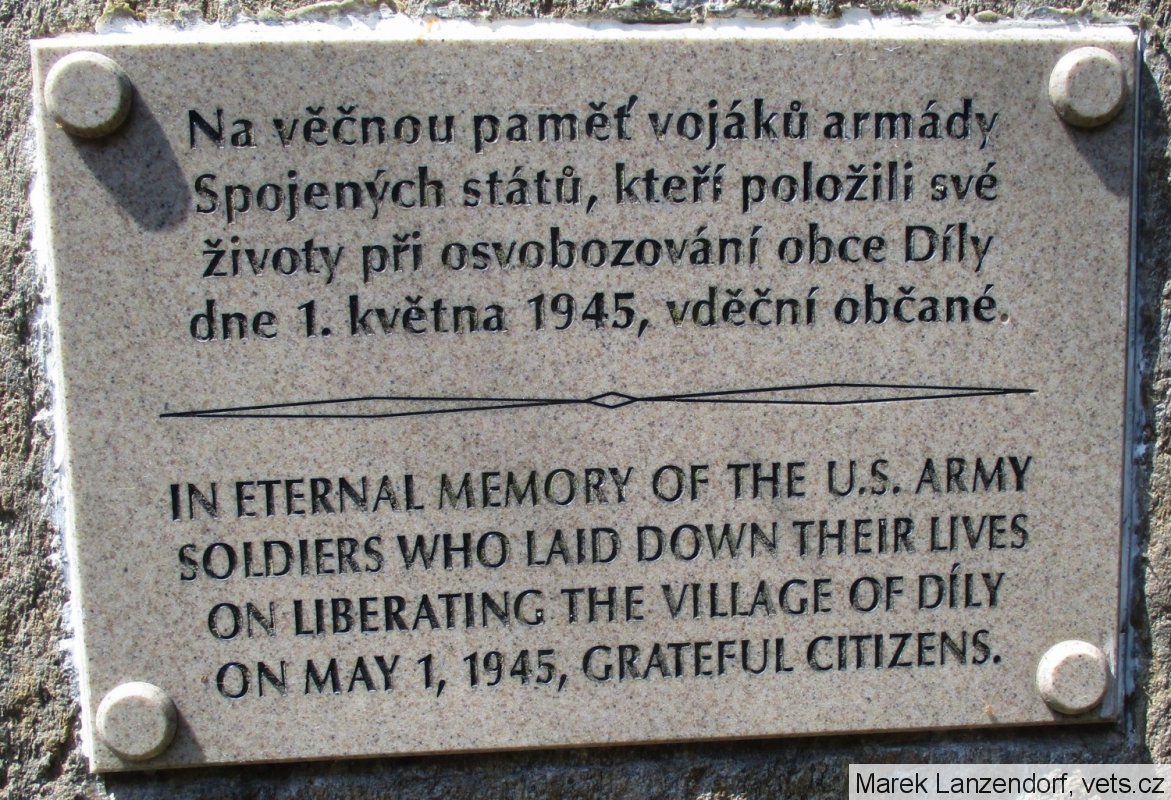 Na věčnou paměť vojáků armády
Spojených států, kteří položili své
životy při osvobozování obce Díly
dne 1. května 1945, vděční občané.
IN ETERNAL MEMORY OF THE U.S. ARMY
SOLDIERS WHO LAID DOWN THEIR LIVES
ON LIBERATING THE VILLAGE OF DÍLY
ON MAY 1, 1945, GRATEFUL CITIZENS.
Marek Lanzendorf, vets.cz